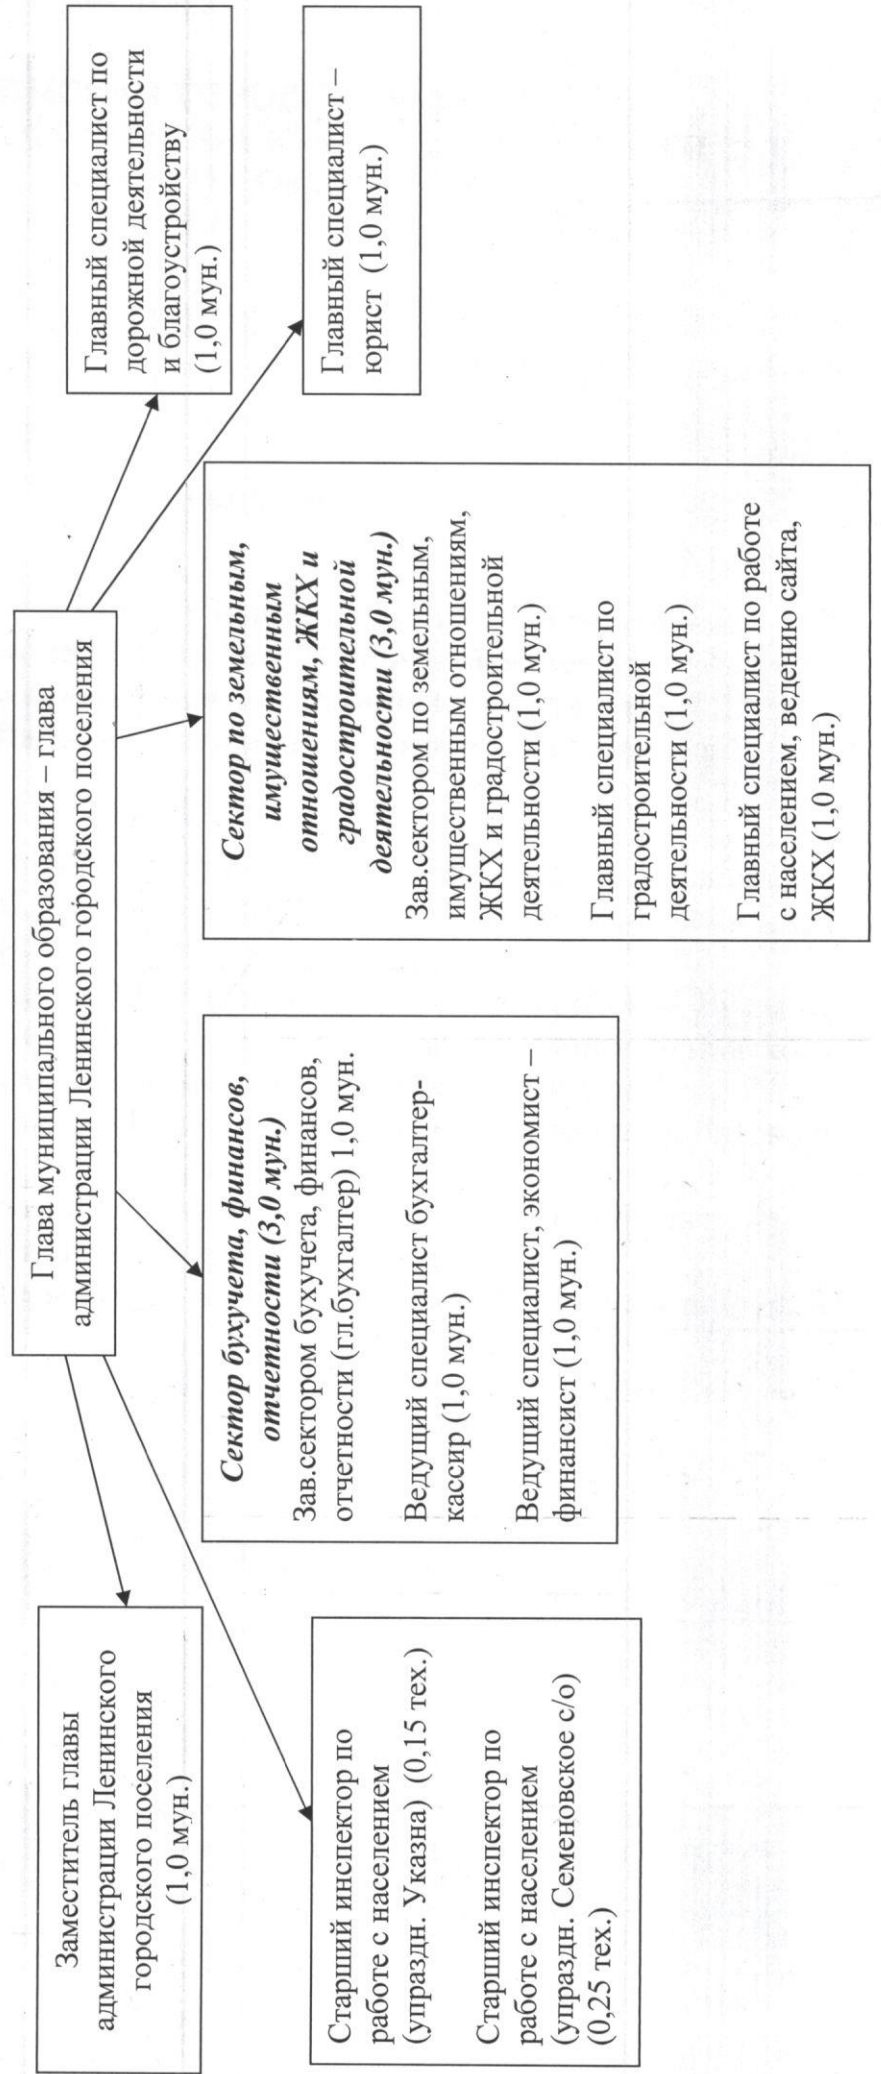 Глава муниципального образования – глава
администрации Ленинского городского поселения
Заместитель главы
администрации Ленинского
городского поселения
(1,0 мун.)
Старший инспектор по
работе с населением
(упраздн. Указна) (0,15 тех.)
Старший инспектор по
работе с населением
(упраздн. Семеновское с/о)
(0,25 тех.)
Сектор бухучета, финансов,
отчетности (3,0 мун.)
Зав.сектором бухучета, финансов,
отчетности (гл.бухгалтер) 1,0 мун.
Ведущий специалист бухгалтер-
кассир (1,0 мун.)
Ведущий специалист, экономист –
финансист (1,0 мун.)
Сектор по земельным,
имущественным
отношениям, ЖКХ и
градостроительной
деятельности (3,0 мун.)
Зав.сектором по земельным,
имущественным отношениям,
ЖКХ и градостроительной
деятельности (1,0 мун.)
Главный специалист по
градостроительной
деятельности (1,0 мун.)
Главный специалист по работе
с населением, ведению сайта,
ЖКХ (1,0 мун.)
Главный специалист по
дорожной деятельности
и благоустройству
(1,0 мун.)
Главный специалист –
юрист (1,0 мун.)